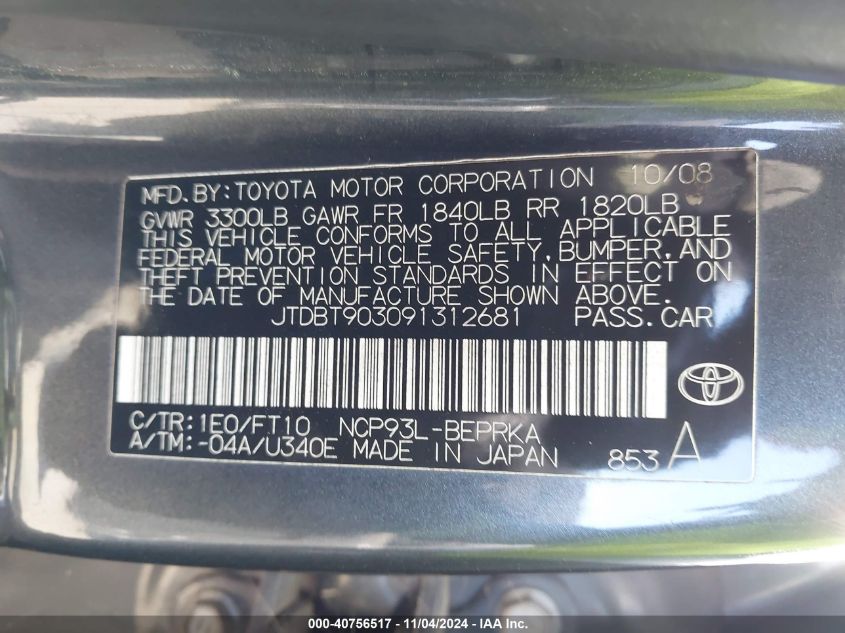 MFD.BY:TOYOTA MOTOR CORPORATION 10/08
GVWR 3300LB GAWR FR 1840LB RR 1820LB
THIS VEHICLE CONFORMS TO ALL APPLICABLE
FEDERAL MOTOR VEHICLE SAFETY,BUMPER,AND
THEFT PREVENTION STANDARDS IN EFFECT ON
THE DATE OF MANUFACTURE SHOWN ABOVE.
JTDBT903091312681 PASS.CAR
C/TR:1E0/FT10 NCP93L-BEPRKA
A/TM:-04A/U340E MADE IN JAPAN 853 A
000-40756517 - 11/04/2024 - IAA Inc.